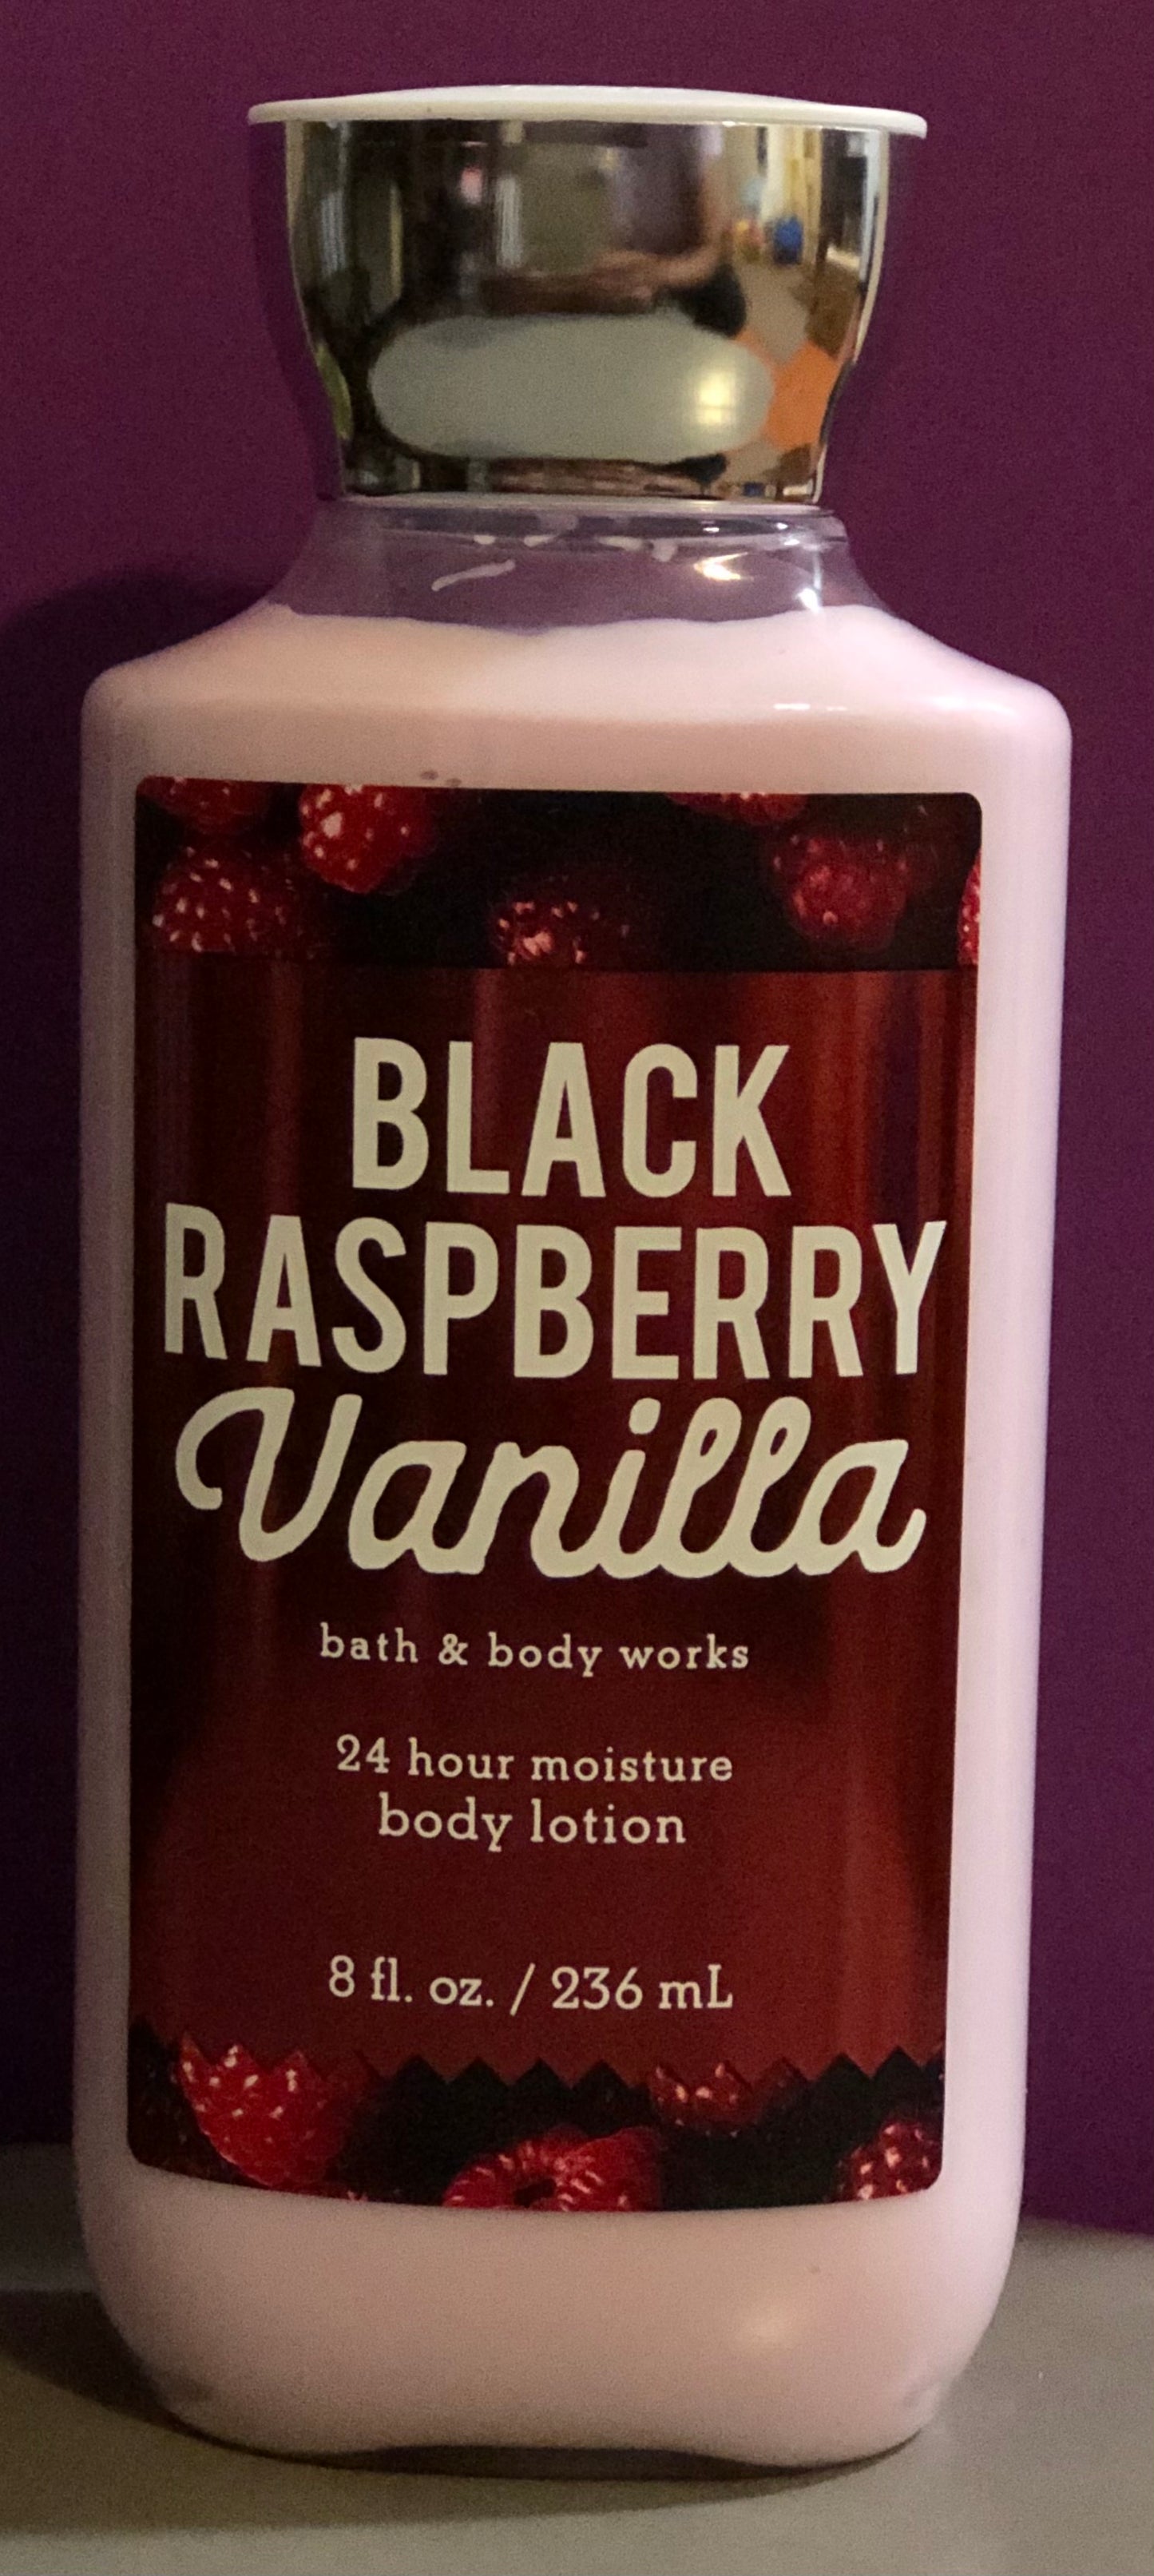 BLACK
RASPBERRY
Vanilla
bath & body works
24 hour moisture
body lotion
8 fl. oz. / 236 mL